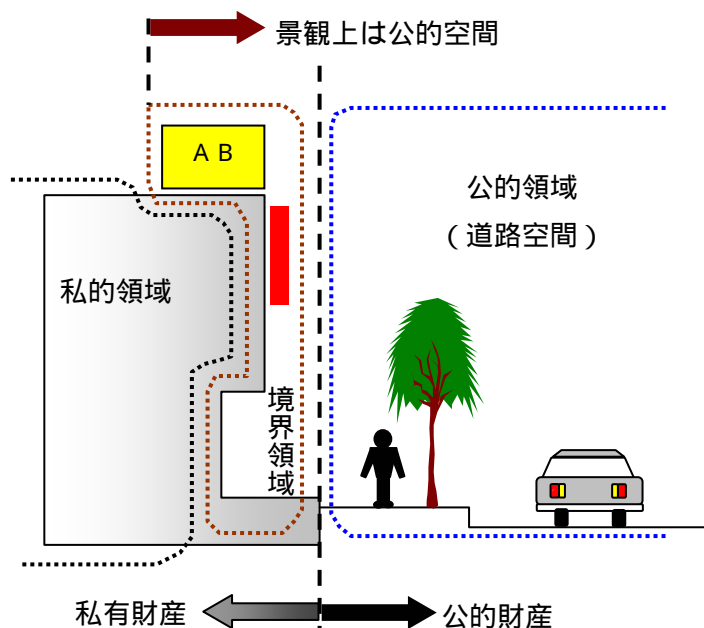 景観上は公的空間
A B
公的領域
（道路空間）
私的領域
境界領域
私有財産
公的財産